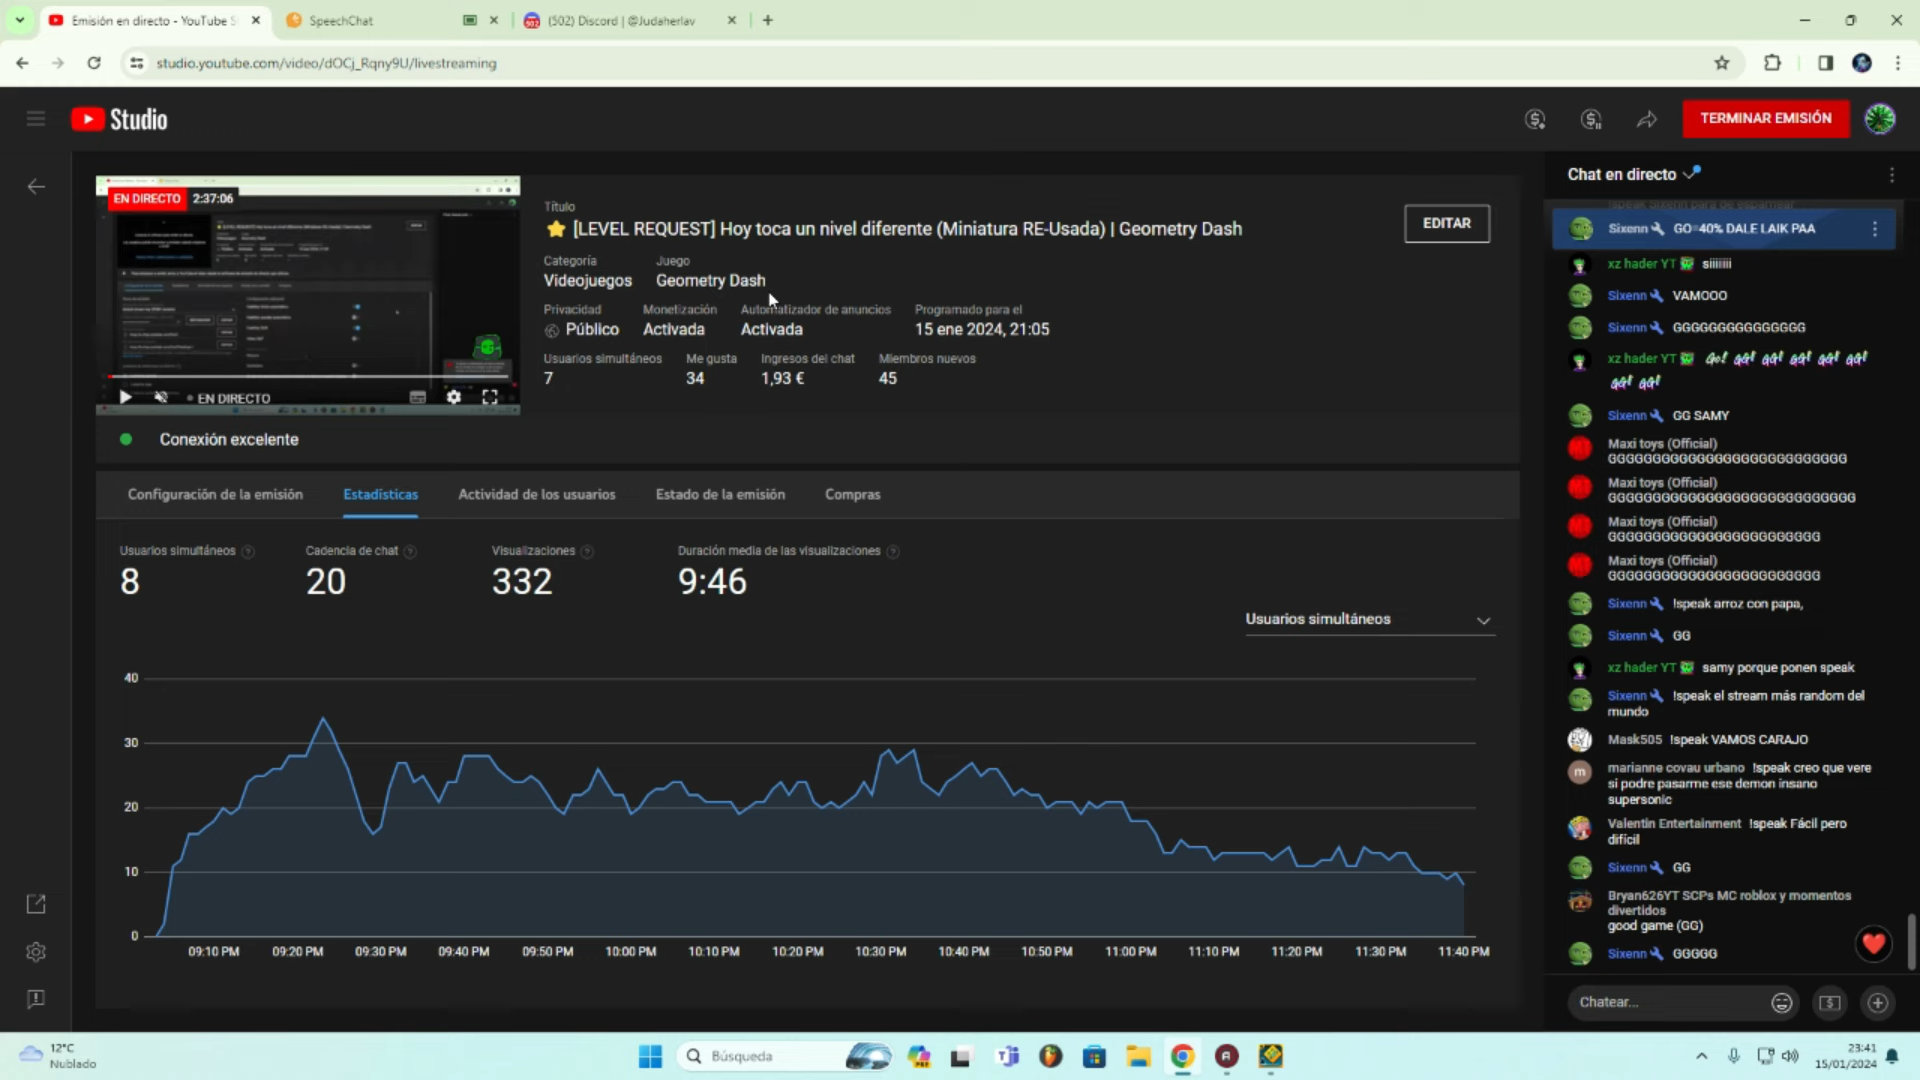 Emisión en directo - YouTube S
SpeechChat
(502) Discord | @Judaherlav
studio.youtube.com/video/dOCj_Rqny9U/livestreaming
Studio
TERMINAR EMISIÓN
EN DIRECTO 2:37:06
EN DIRECTO
Título
[LEVEL REQUEST] Hoy toca un nivel diferente (Miniatura RE-Usada) | Geometry Dash
EDITAR
Categoría Juego
Videojuegos Geometry Dash
Privacidad Monetización Automatizador de anuncios Programado para el
Público Activada Activada 15 ene 2024, 21:05
Usuarios simultáneos Me gusta Ingresos del chat Miembros nuevos
7 34 1,93 € 45
Conexión excelente
Configuración de la emisión Estadísticas Actividad de los usuarios Estado de la emisión Compras
Usuarios simultáneos Cadencia de chat Visualizaciones Duración media de las visualizaciones
8 20 332 9:46
Usuarios simultáneos
40
30
20
10
0
09:10 PM 09:20 PM 09:30 PM 09:40 PM 09:50 PM 10:00 PM 10:10 PM 10:20 PM 10:30 PM 10:40 PM 10:50 PM 11:00 PM 11:10 PM 11:20 PM 11:30 PM 11:40 PM
Chat en directo
Sixenn GO=40% DALE LAIK PAA
xz hader YT siiiiiii
Sixenn VAMOOO
Sixenn GGGGGGGGGGGGGGG
xz hader YT Go! GG! GG! GG! GG! GG!
GG! GG!
Sixenn GG SAMY
Maxi toys (Official)
GGGGGGGGGGGGGGGGGGGGGGGGGGG
Maxi toys (Official)
GGGGGGGGGGGGGGGGGGGGGGGGGGGG
Maxi toys (Official)
GGGGGGGGGGGGGGGGGGGGGGGG
Maxi toys (Official)
GGGGGGGGGGGGGGGGGGGGGGGG
Sixenn !speak arroz con papa,
Sixenn GG
xz hader YT samy porque ponen speak
Sixenn !speak el stream más random del
mundo
Mask505 !speak VAMOS CARAJO
marianne covau urbano !speak creo que vere
si podre pasarme ese demon insano
supersonic
Valentin Entertainment !speak Fácil pero
difícil
Sixenn GG
Bryan626YT SCPs MC roblox y momentos
divertidos
good game (GG)
Sixenn GGGGG
Chatear...
12°C
Nublado
Búsqueda
23:41
15/01/2024